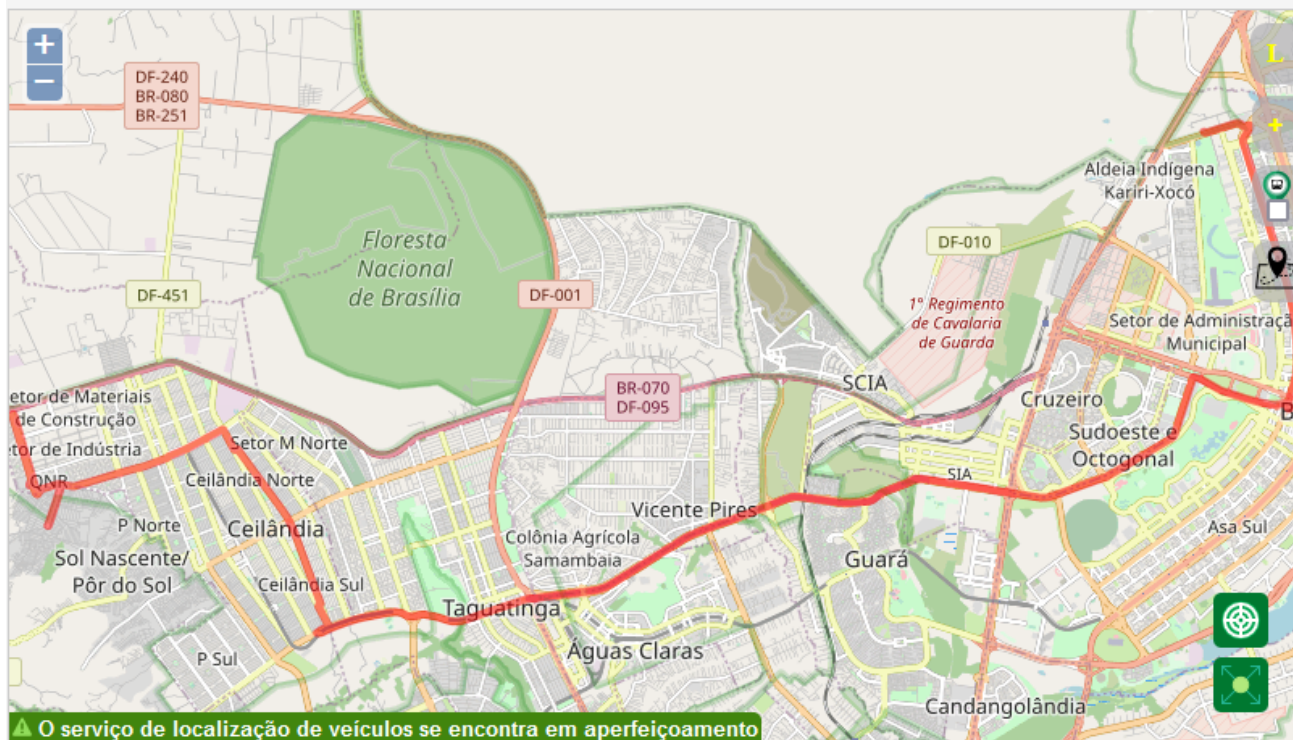 +
−
L
+
DF-240
BR-080
BR-251
Aldeia Indígena
Kariri-Xocó
Floresta
Nacional
de Brasília
DF-010
DF-451
DF-001
1° Regimento
de Cavalaria
de Guarda
Setor de Administraçã
Municipal
BR-070
DF-095
SCIA
Cruzeiro
etor de Materiais
de Construção
B
Setor M Norte
etor de Indústria
Sudoeste e
Octogonal
QNR
Ceilândia Norte
SIA
Vicente Pires
P Norte
Ceilândia
Asa Sul
Colônia Agrícola
Samambaia
Sol Nascente/
Pôr do Sol
Guará
Ceilândia Sul
Taguatinga
Águas Claras
P Sul
Candangolândia
O serviço de localização de veículos se encontra em aperfeiçoamento